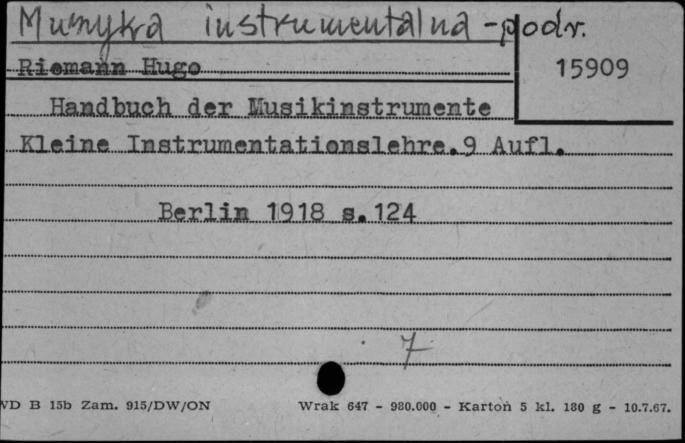 Muzyka instrumentalna - podr.
Riemann Hugo
15909
Handbuch der Musikinstrumente
Kleine Instrumentationslehre.9 Aufl.
Berlin 1918 s.124
7
WD B 15b Zam. 915/DW/ON Wrak 647 - 980.000 - Karton 5 kl. 180 g - 10.7.67.